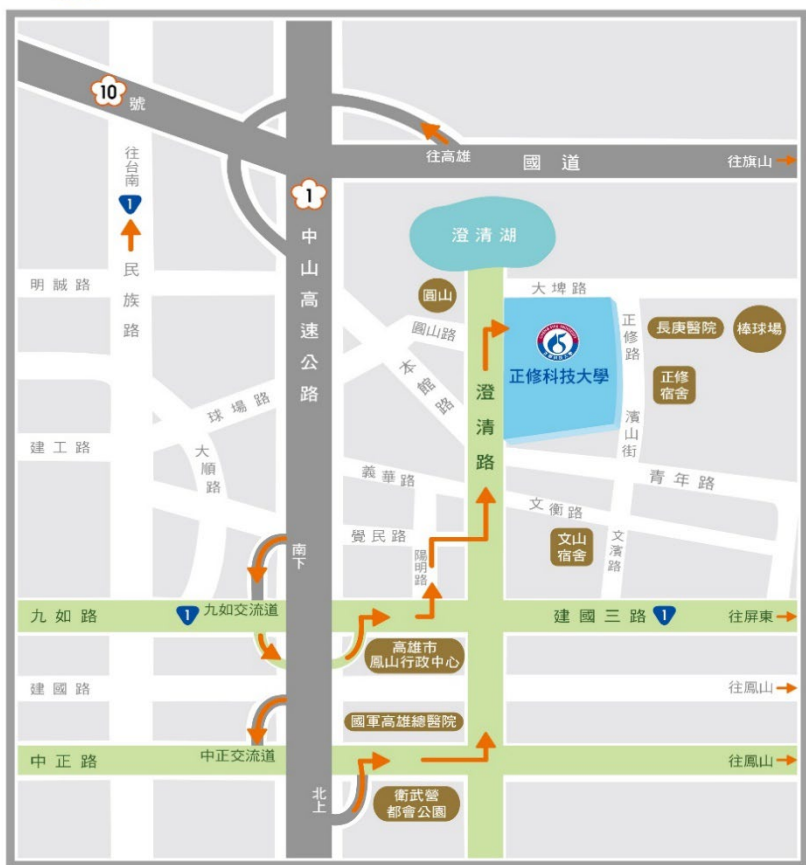 10
號
往台南
1
民族路
1
中山高速公路
往高雄
國道
往旗山
澄清湖
明誠路
圓山
圓山路
大埤路
正修科技大學
正修路
長庚醫院
棒球場
正修
宿舍
本館路
澄清路
球場路
建工路
大順路
濱山街
青年路
義華路
文衡路
覺民路
陽明路
文山
宿舍
文濱路
南下
九如路
1
九如交流道
建國三路
1
往屏東
高雄市
鳳山行政中心
建國路
往鳳山
國軍高雄總醫院
中正路
中正交流道
往鳳山
北上
衛武營
都會公園